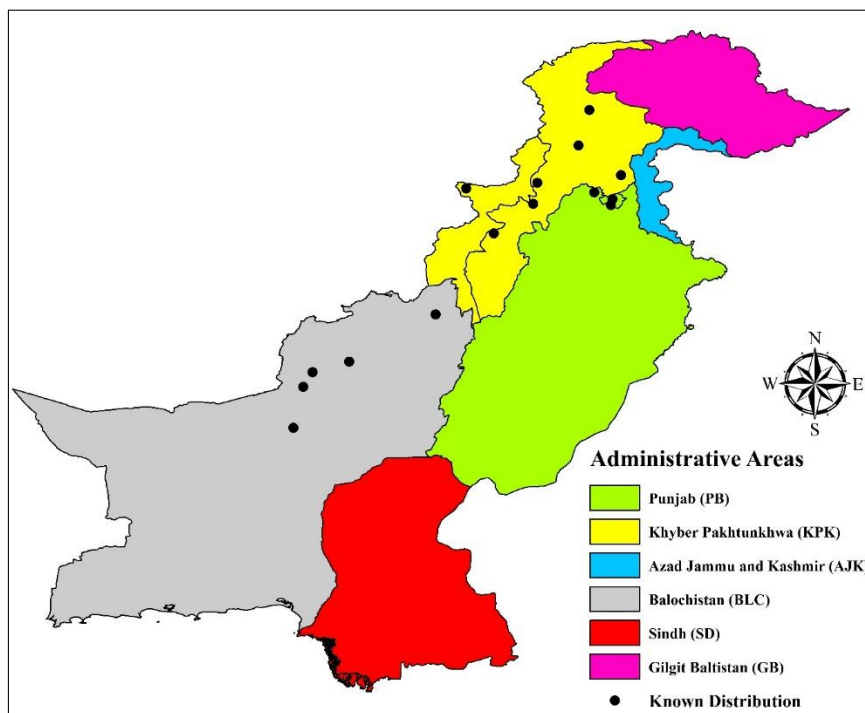 N
W E
S
Administrative Areas
Punjab (PB)
Khyber Pakhtunkhwa (KPK)
Azad Jammu and Kashmir (AJK)
Balochistan (BLC)
Sindh (SD)
Gilgit Baltistan (GB)
Known Distribution